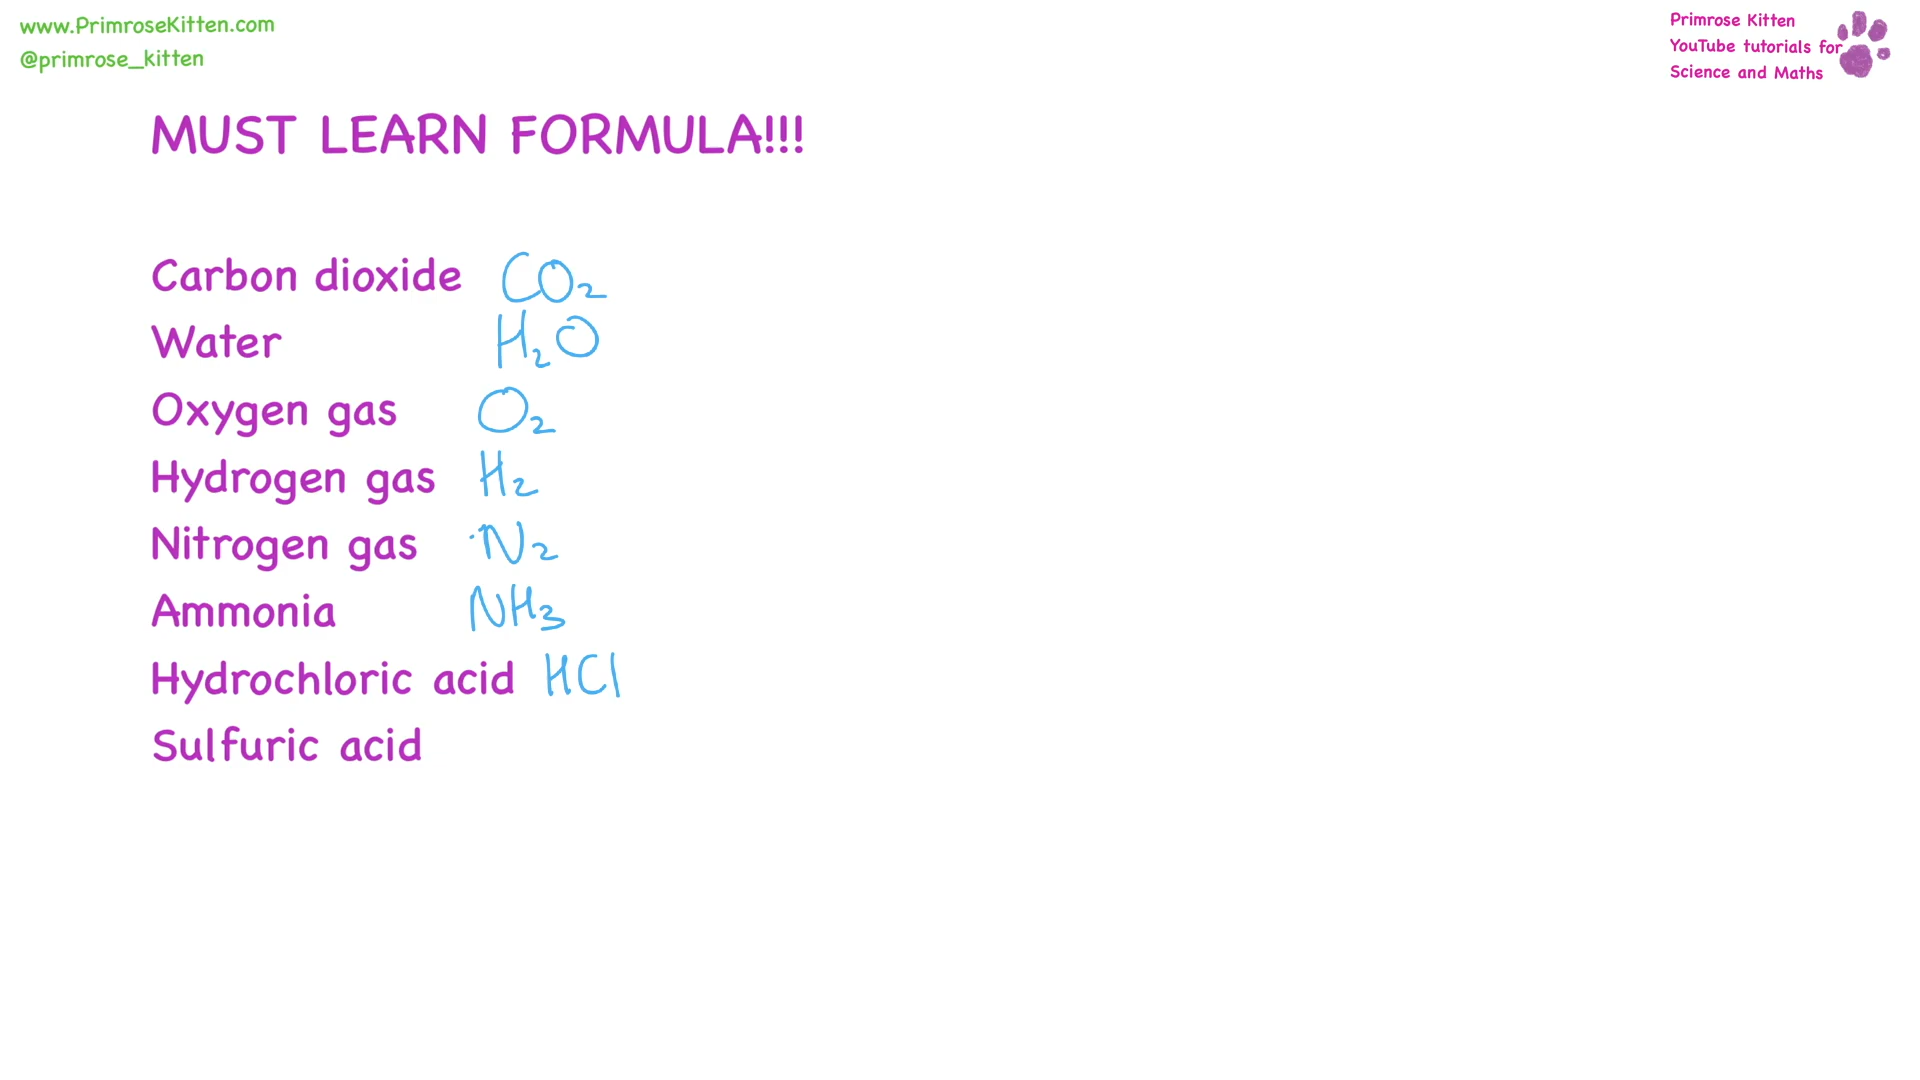 www.PrimroseKitten.com
@primrose_kitten
Primrose Kitten
YouTube tutorials for
Science and Maths
MUST LEARN FORMULA!!!
Carbon dioxide CO₂
Water H₂O
Oxygen gas O₂
Hydrogen gas H₂
Nitrogen gas N₂
Ammonia NH₃
Hydrochloric acid HCl
Sulfuric acid